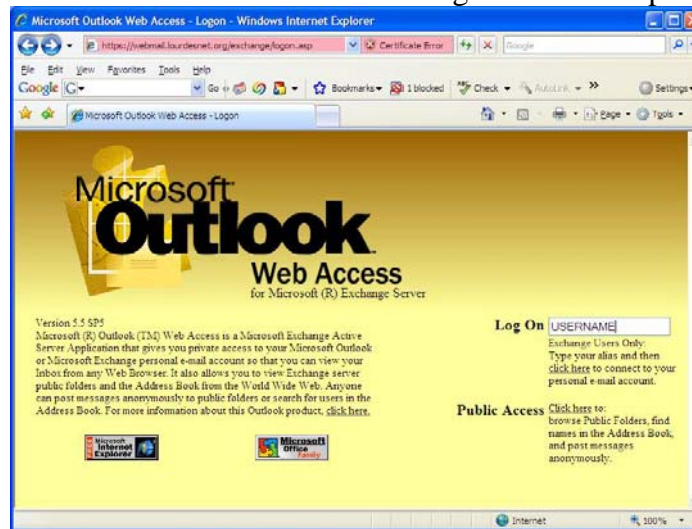 Microsoft Outlook Web Access - Logon - Windows Internet Explorer
https://webmail.lourdesnet.org/exchange/logon.asp Certificate Error Google
File Edit View Favorites Tools Help
Google G Go Bookmarks 1 blocked Check AutoLink » Settings
Microsoft Outlook Web Access - Logon Page Tools
Microsoft
Outlook
Web Access
for Microsoft (R) Exchange Server
Version 5.5 SP5
Microsoft (R) Outlook (TM) Web Access is a Microsoft Exchange Active
Server Application that gives you private access to your Microsoft Outlook
or Microsoft Exchange personal e-mail account so that you can view your
Inbox from any Web Browser. It also allows you to view Exchange server
public folders and the Address Book from the World Wide Web. Anyone
can post messages anonymously to public folders or search for users in the
Address Book. For more information about this Outlook product, click here.
Microsoft
Internet
Explorer
Microsoft
Office
Family
Log On USERNAME
Exchange Users Only:
Type your alias and then
click here to connect to your
personal e-mail account.
Public Access Click here to:
browse Public Folders, find
names in the Address Book,
and post messages
anonymously.
Internet 100%